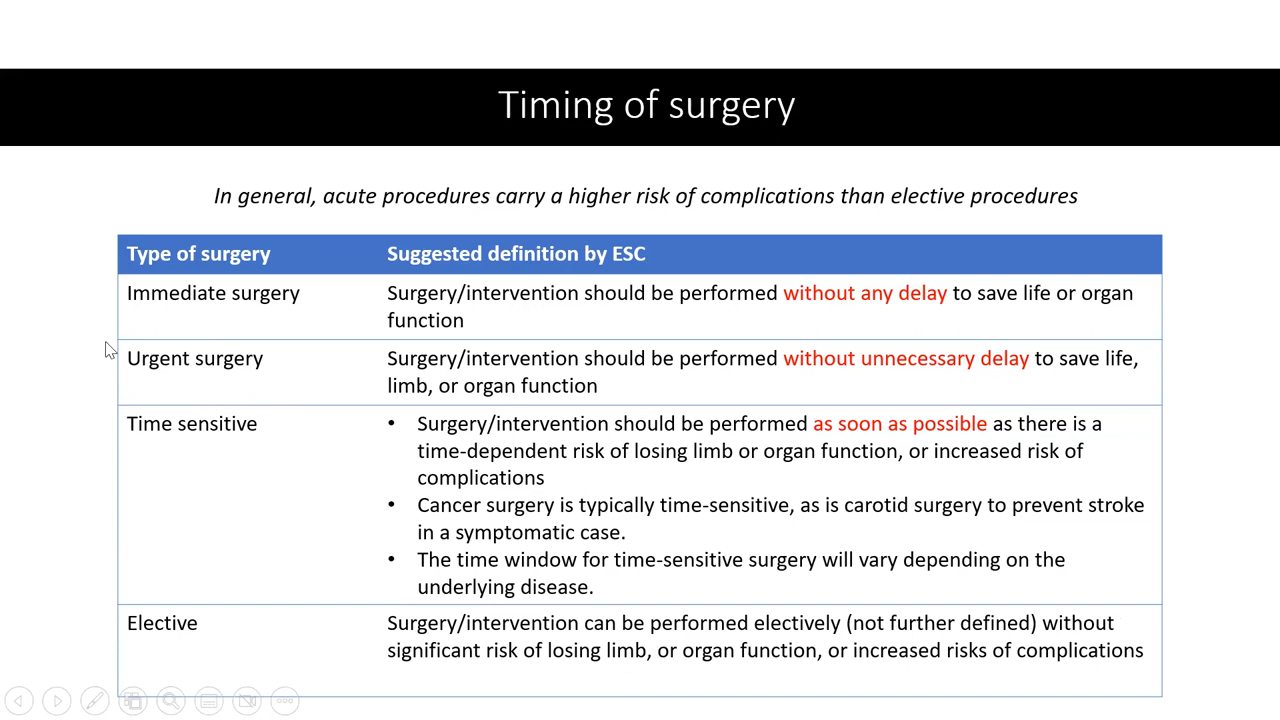 Timing of surgery
In general, acute procedures carry a higher risk of complications than elective procedures
Type of surgery
Suggested definition by ESC
Immediate surgery
Surgery/intervention should be performed without any delay to save life or organ
function
Urgent surgery
Surgery/intervention should be performed without unnecessary delay to save life,
limb, or organ function
Time sensitive
• Surgery/intervention should be performed as soon as possible as there is a
time-dependent risk of losing limb or organ function, or increased risk of
complications
• Cancer surgery is typically time-sensitive, as is carotid surgery to prevent stroke
in a symptomatic case.
• The time window for time-sensitive surgery will vary depending on the
underlying disease.
Elective
Surgery/intervention can be performed electively (not further defined) without
significant risk of losing limb, or organ function, or increased risks of complications